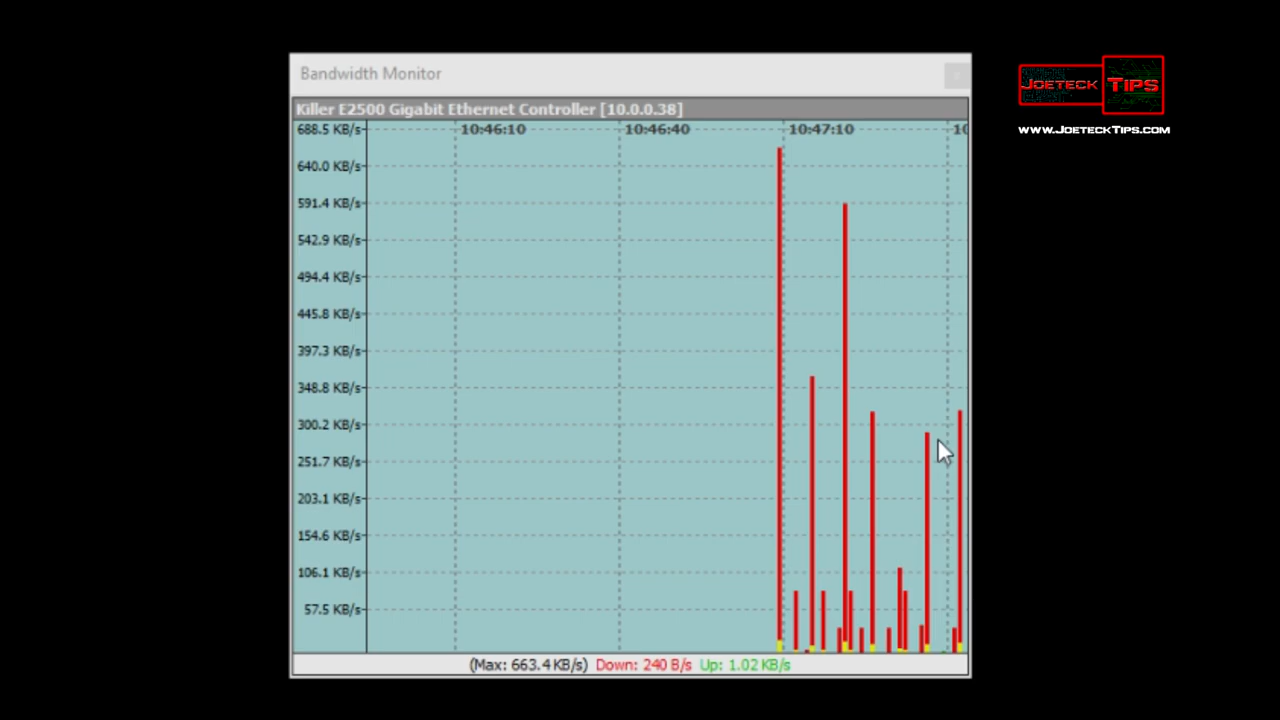 Bandwidth Monitor
Killer E2500 Gigabit Ethernet Controller [10.0.0.38]
688.5 KB/s
10:46:10
10:46:40
10:47:10
10
640.0 KB/s
591.4 KB/s
542.9 KB/s
494.4 KB/s
445.8 KB/s
397.3 KB/s
348.8 KB/s
300.2 KB/s
251.7 KB/s
203.1 KB/s
154.6 KB/s
106.1 KB/s
57.5 KB/s
(Max: 663.4 KB/s) Down: 240 B/s Up: 1.02 KB/s
JOETECK TIPS
WWW.JOETECKTIPS.COM